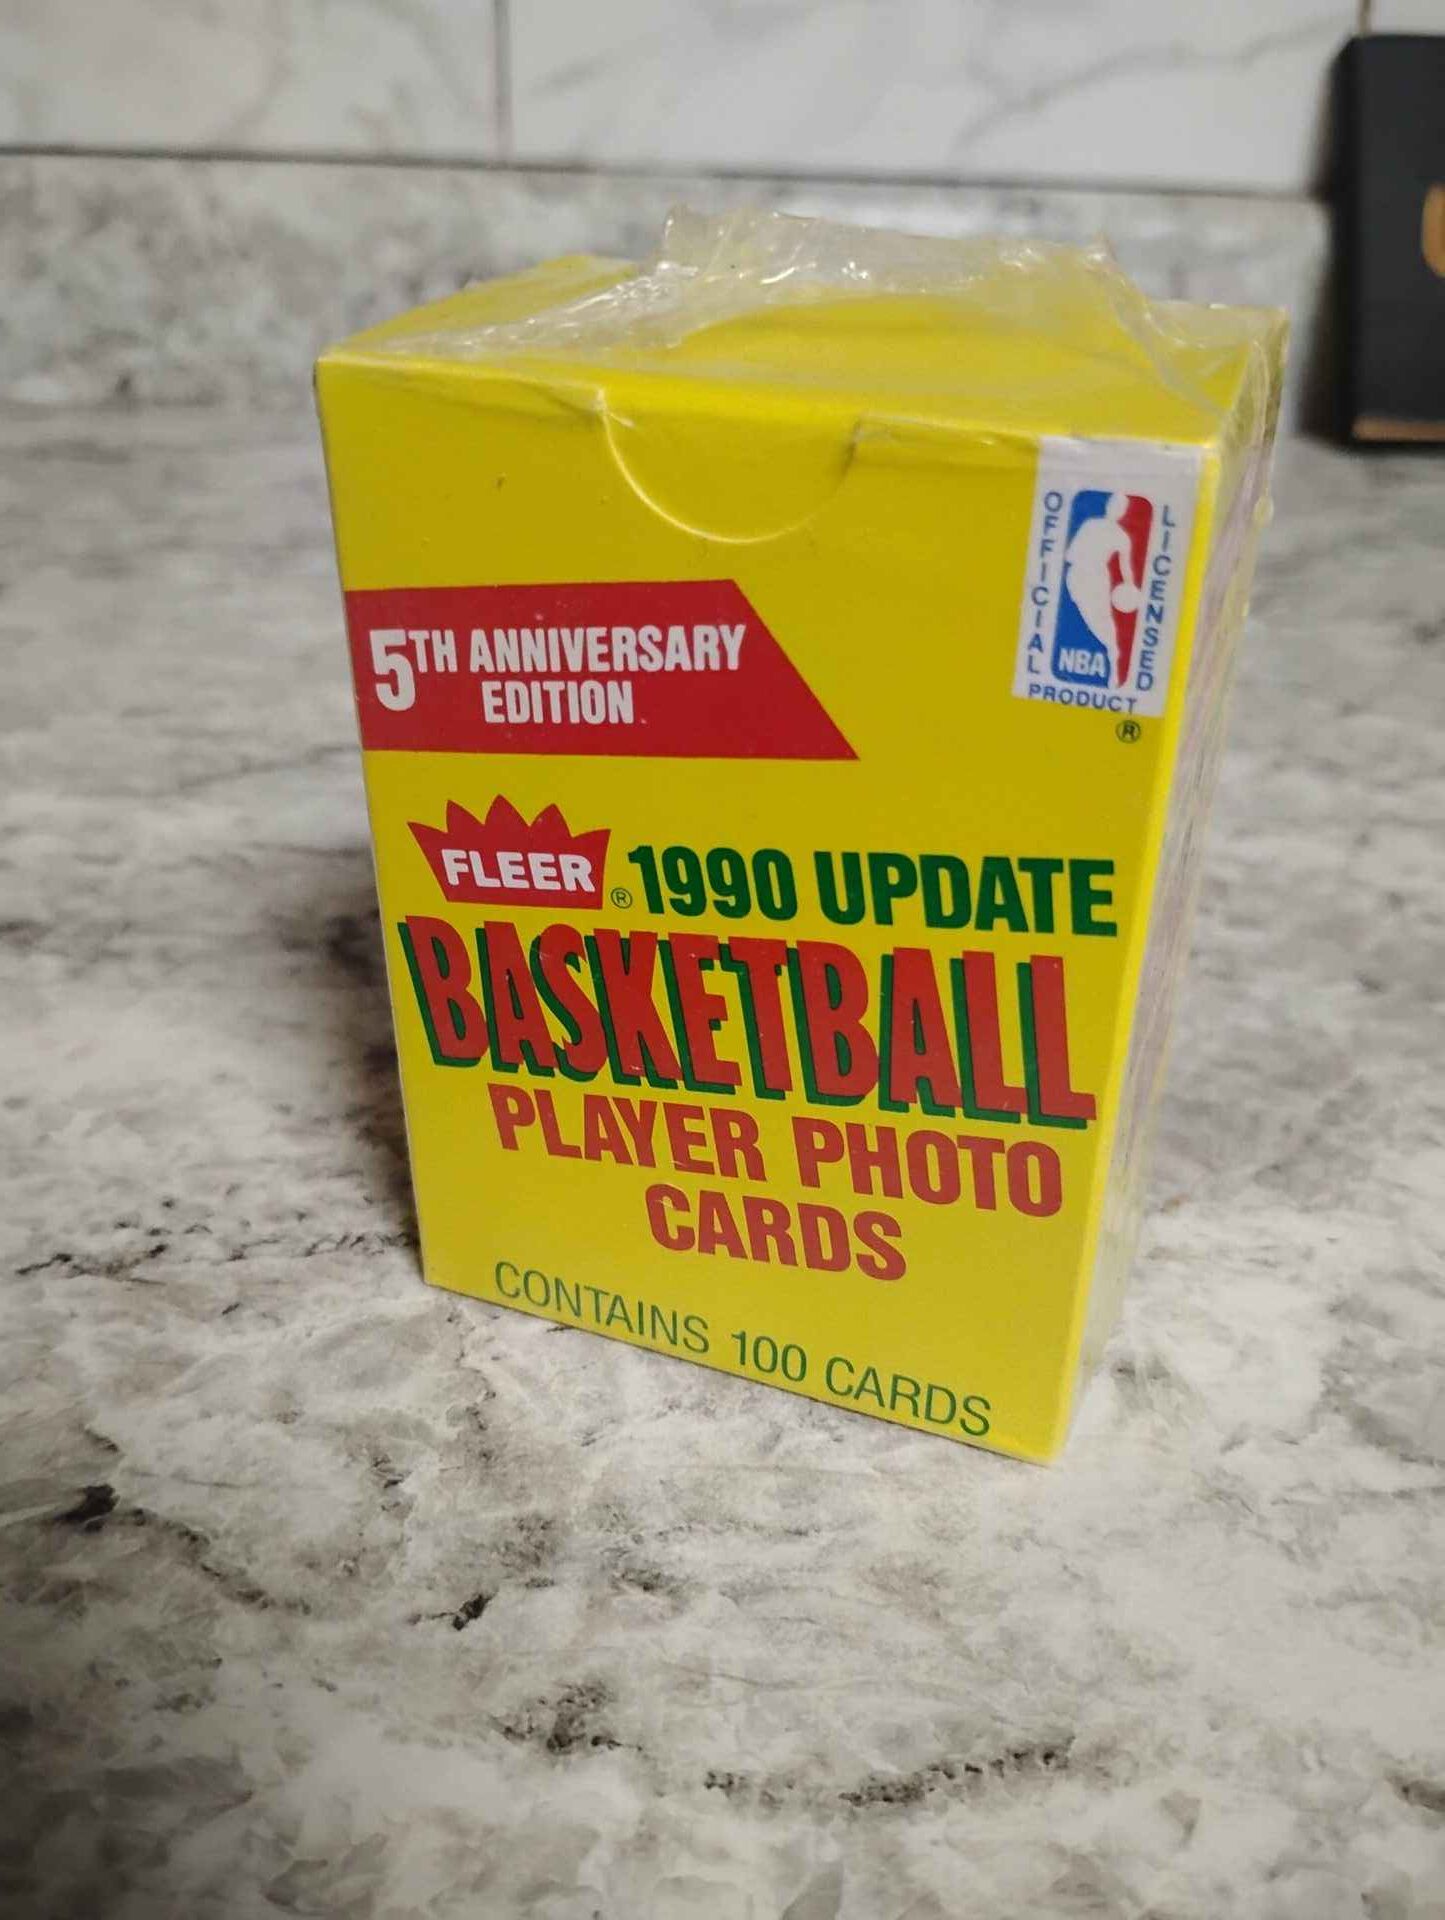 OFFICIAL
LICENSED
NBA
PRODUCT
®
5TH ANNIVERSARY
EDITION
FLEER® 1990 UPDATE
BASKETBALL
PLAYER PHOTO
CARDS
CONTAINS 100 CARDS